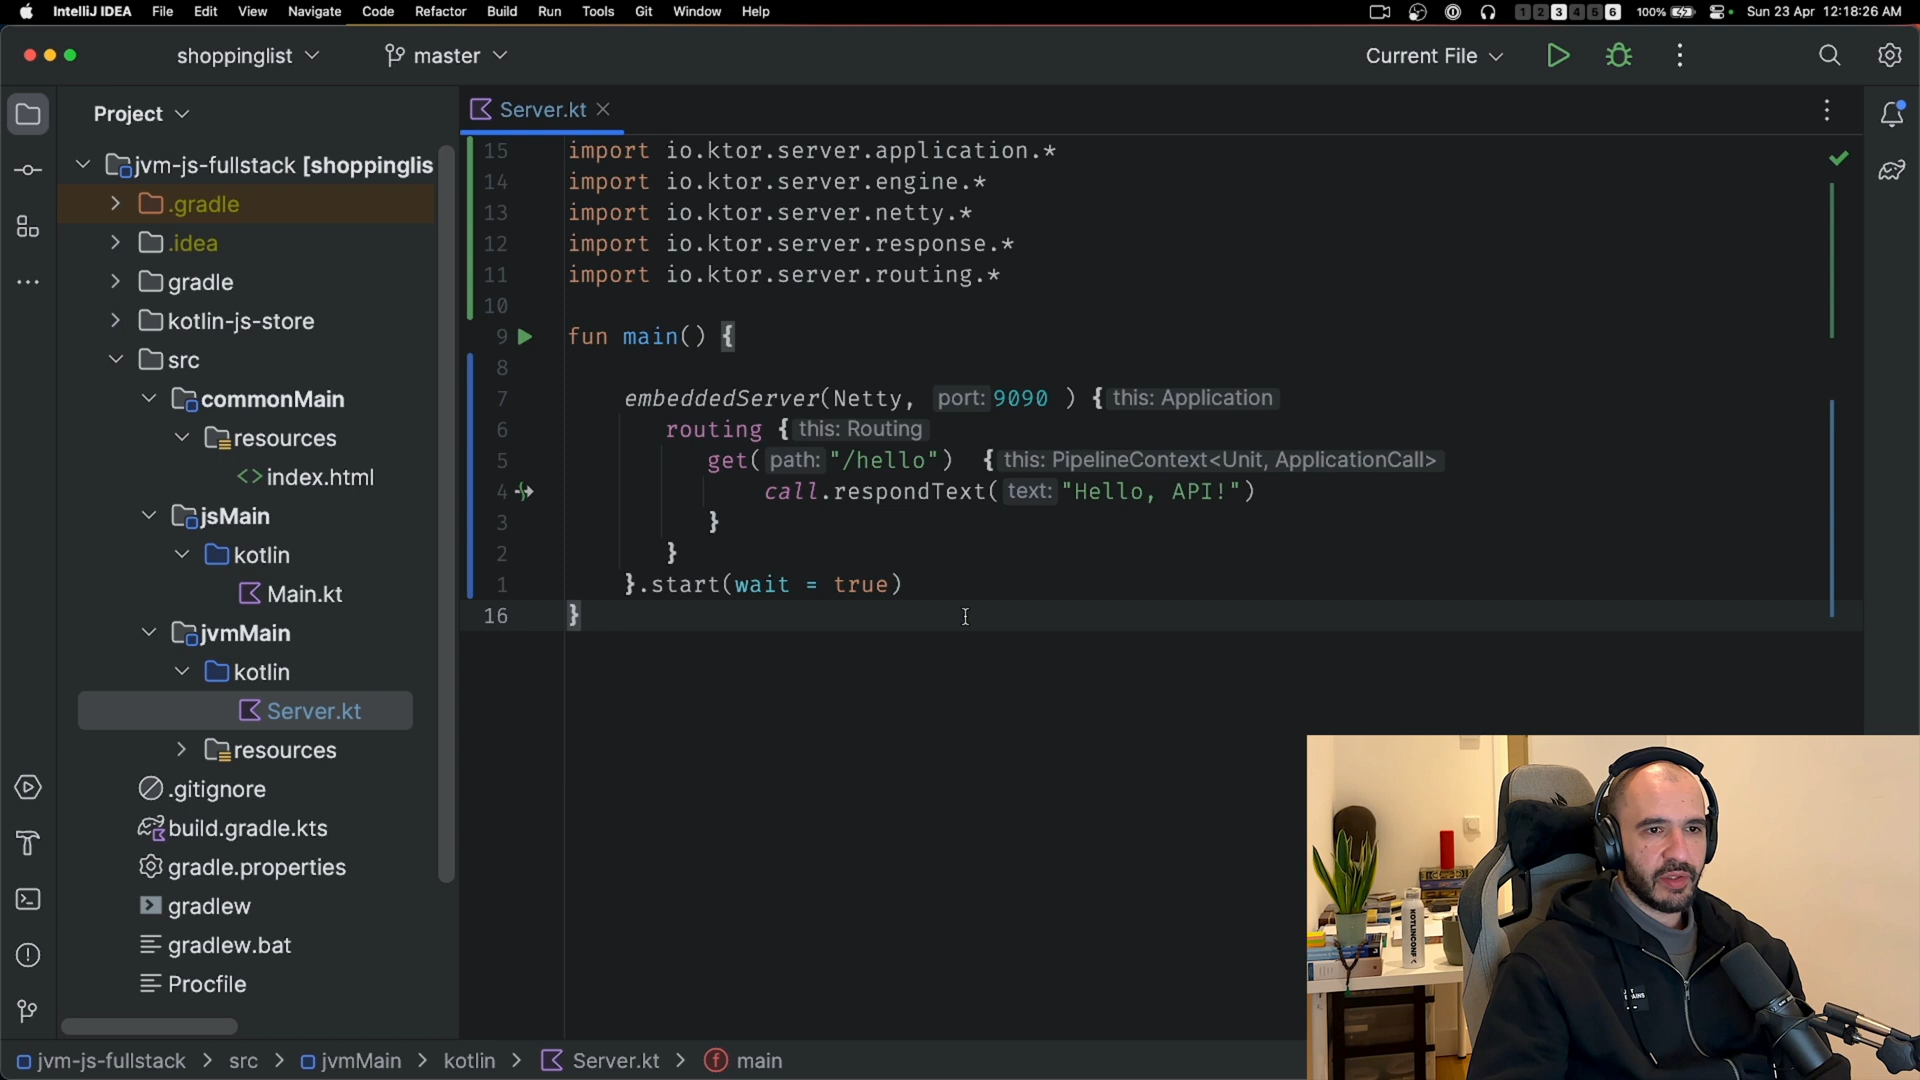 IntelliJ IDEA File Edit View Navigate Code Refactor Build Run Tools Git Window Help 1 2 3 4 5 6 100% Sun 23 Apr 12:18:26 AM
shoppinglist master Current File
Project
Server.kt
jvm-js-fullstack [shoppinglis
.gradle
.idea
gradle
kotlin-js-store
src
commonMain
resources
index.html
jsMain
kotlin
Main.kt
jvmMain
kotlin
Server.kt
resources
.gitignore
build.gradle.kts
gradle.properties
gradlew
gradlew.bat
Procfile
15 import io.ktor.server.application.*
14 import io.ktor.server.engine.*
13 import io.ktor.server.netty.*
12 import io.ktor.server.response.*
11 import io.ktor.server.routing.*
10
9 fun main() {
8
7 embeddedServer(Netty, port: 9090 ) { this: Application
6 routing { this: Routing
5 get( path: "/hello") { this: PipelineContext<Unit, ApplicationCall>
4 call.respondText( text: "Hello, API!")
3 }
2 }
1 }.start(wait = true)
16 }
KOTLINCONF
jvm-js-fullstack > src > jvmMain > kotlin > Server.kt > main